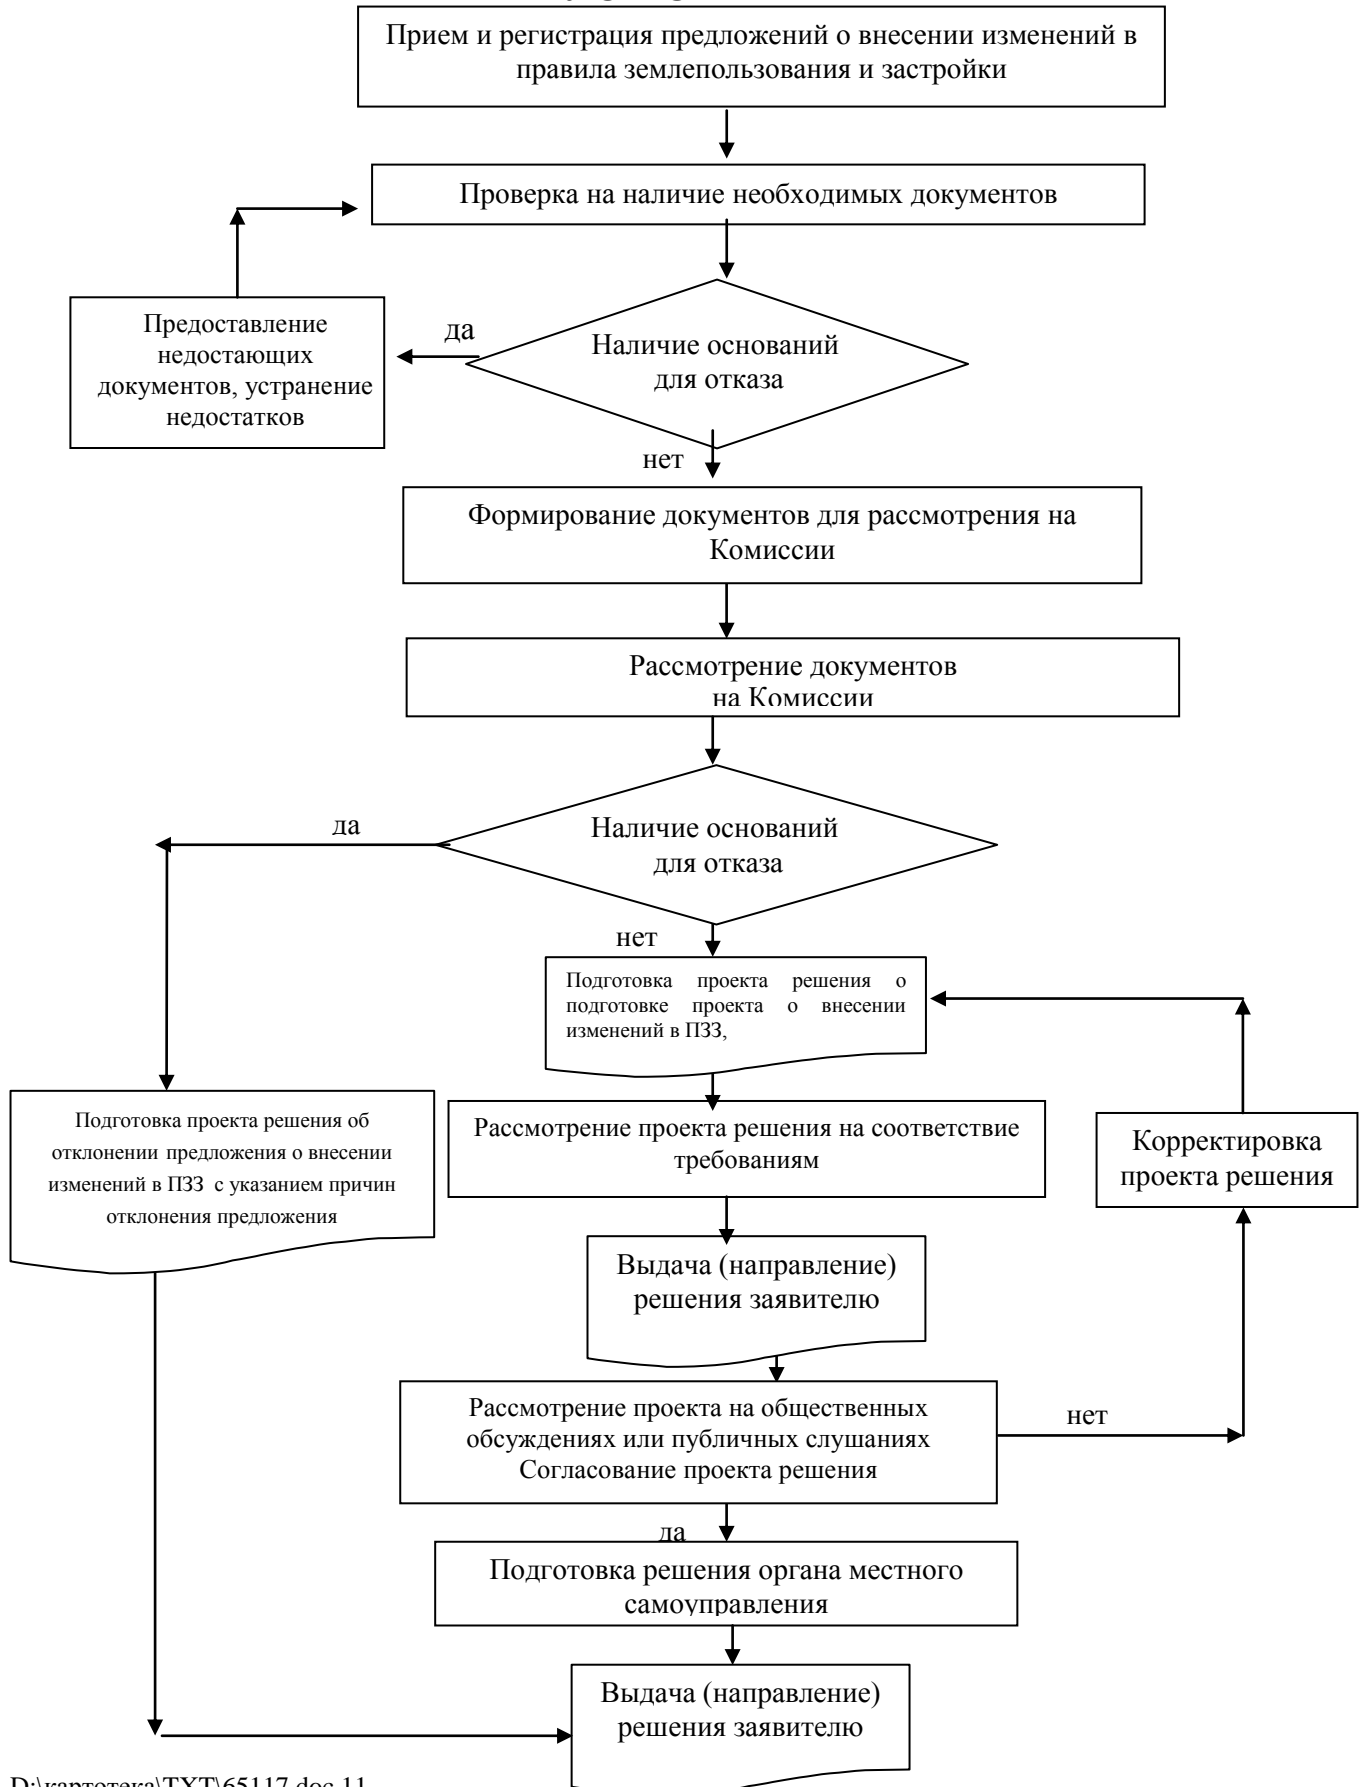 Прием и регистрация предложений о внесении изменений в
правила землепользования и застройки
Проверка на наличие необходимых документов
Предоставление
недостающих
документов, устранение
недостатков
да
Наличие оснований
для отказа
нет
Формирование документов для рассмотрения на
Комиссии
Рассмотрение документов
на Комиссии
да
Наличие оснований
для отказа
нет
Подготовка проекта решения о
подготовке проекта о внесении
изменений в ПЗЗ,
Подготовка проекта решения об
отклонении предложения о внесении
изменений в ПЗЗ с указанием причин
отклонения предложения
Рассмотрение проекта решения на соответствие
требованиям
Корректировка
проекта решения
Выдача (направление)
решения заявителю
Рассмотрение проекта на общественных
обсуждениях или публичных слушаниях
Согласование проекта решения
нет
да
Подготовка решения органа местного
самоуправления
Выдача (направление)
решения заявителю
D:\картотека\TXT\65117.doc 11